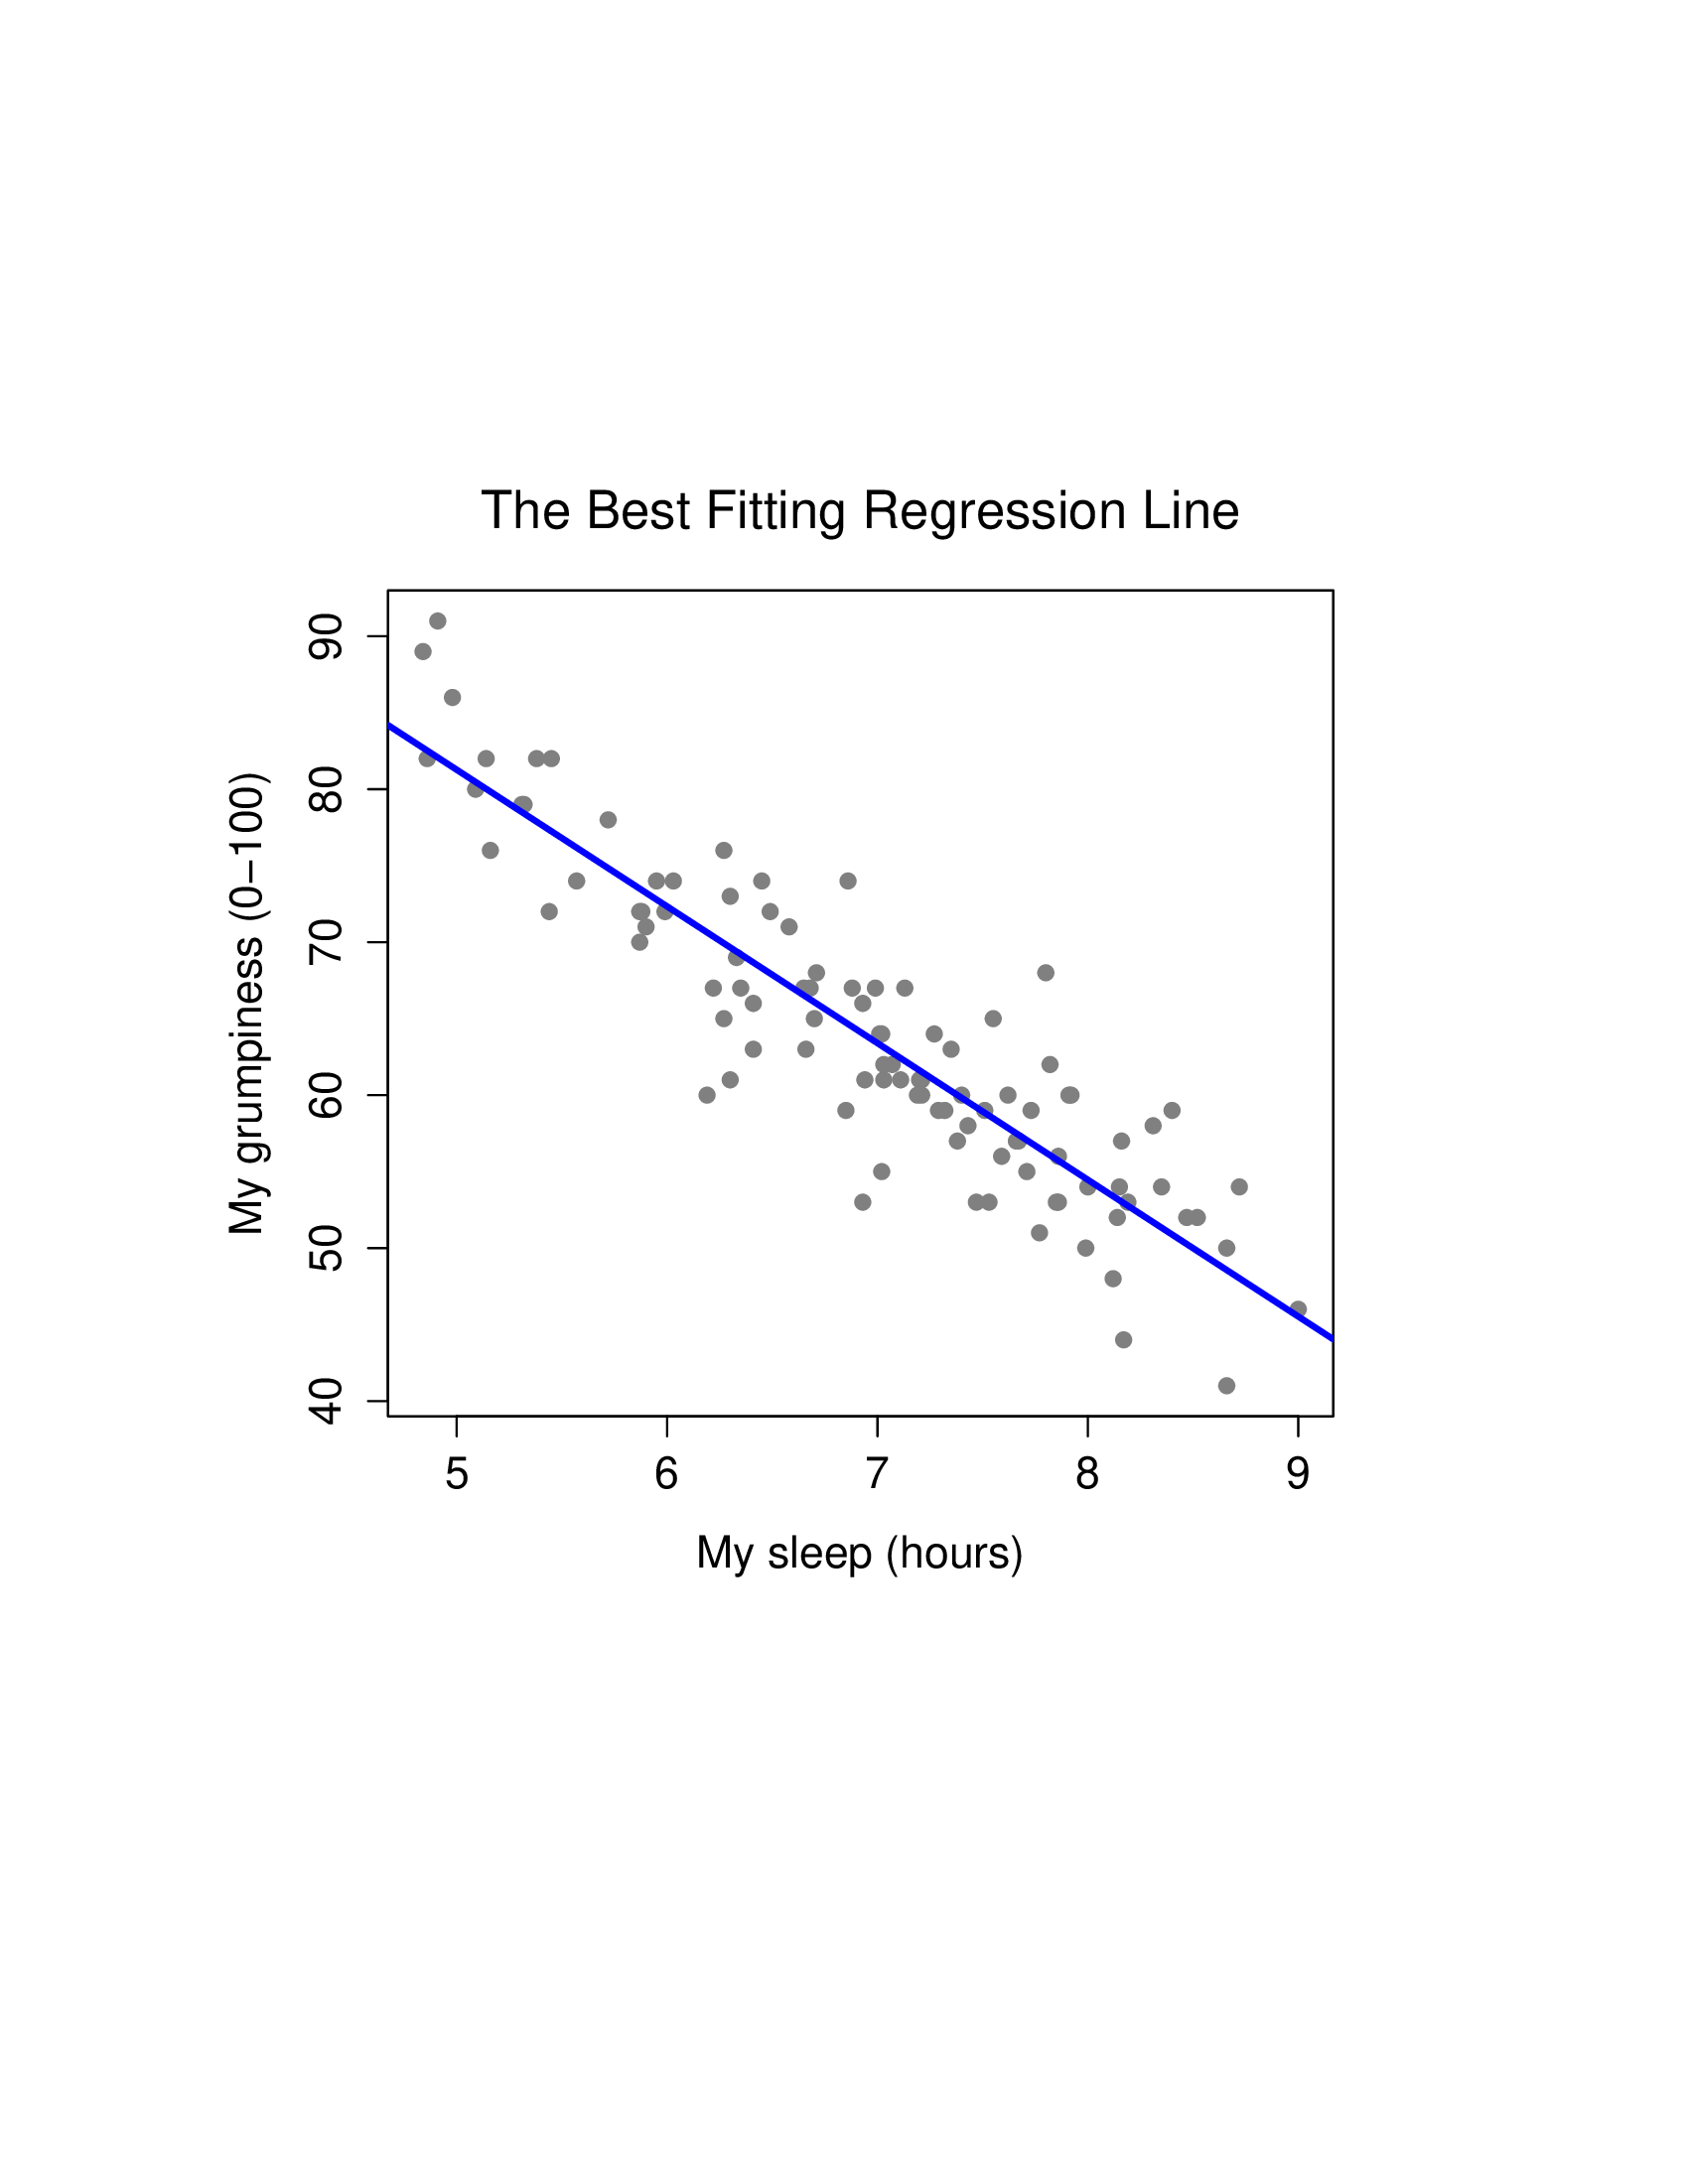 The Best Fitting Regression Line
My grumpiness (0−100)
90
80
70
60
50
40
5 6 7 8 9
My sleep (hours)